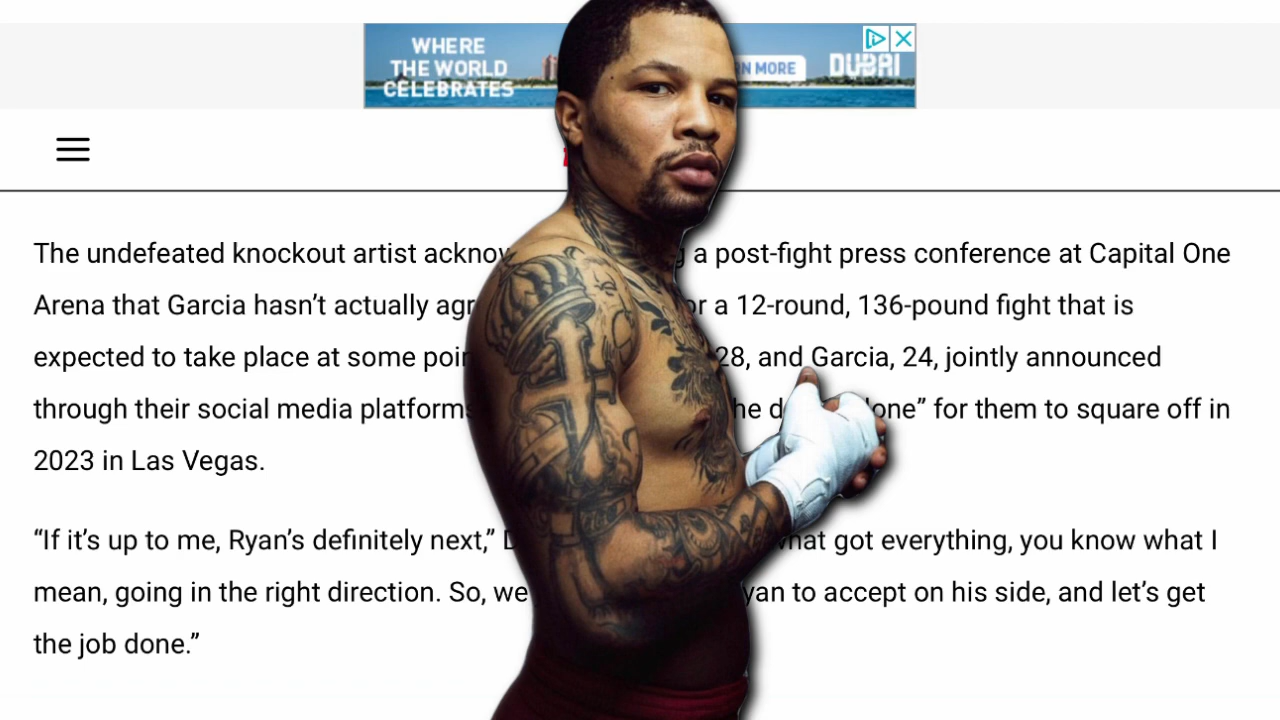 WHERE
THE WORLD
CELEBRATES
N MORE
DUBAI
The undefeated knockout artist acknow g a post-fight press conference at Capital One
Arena that Garcia hasn’t actually agr or a 12-round, 136-pound fight that is
expected to take place at some poin 28, and Garcia, 24, jointly announced
through their social media platforms he d lone” for them to square off in
2023 in Las Vegas.
“If it’s up to me, Ryan’s definitely next,” D what got everything, you know what I
mean, going in the right direction. So, we yan to accept on his side, and let’s get
the job done.”